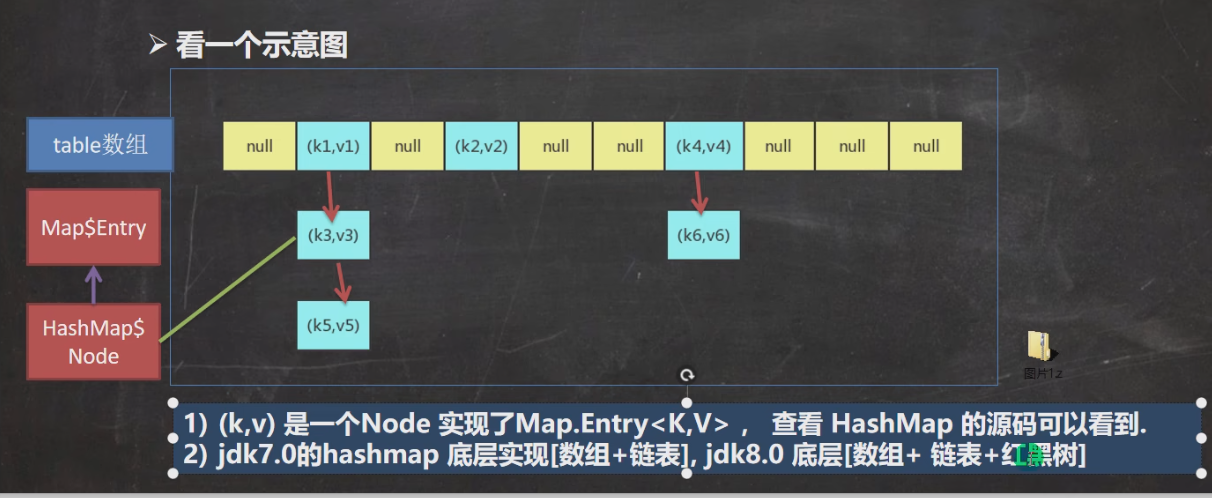 ➢ 看一个示意图
table数组
null (k1,v1) null (k2,v2) null null (k4,v4) null null null
Map$Entry
(k3,v3) (k6,v6)
HashMap$
Node
(k5,v5)
图片1.z
1) (k,v) 是一个Node 实现了Map.Entry<K,V> ， 查看 HashMap 的源码可以看到.
2) jdk7.0的hashmap 底层实现[数组+链表], jdk8.0 底层[数组+ 链表+红黑树]